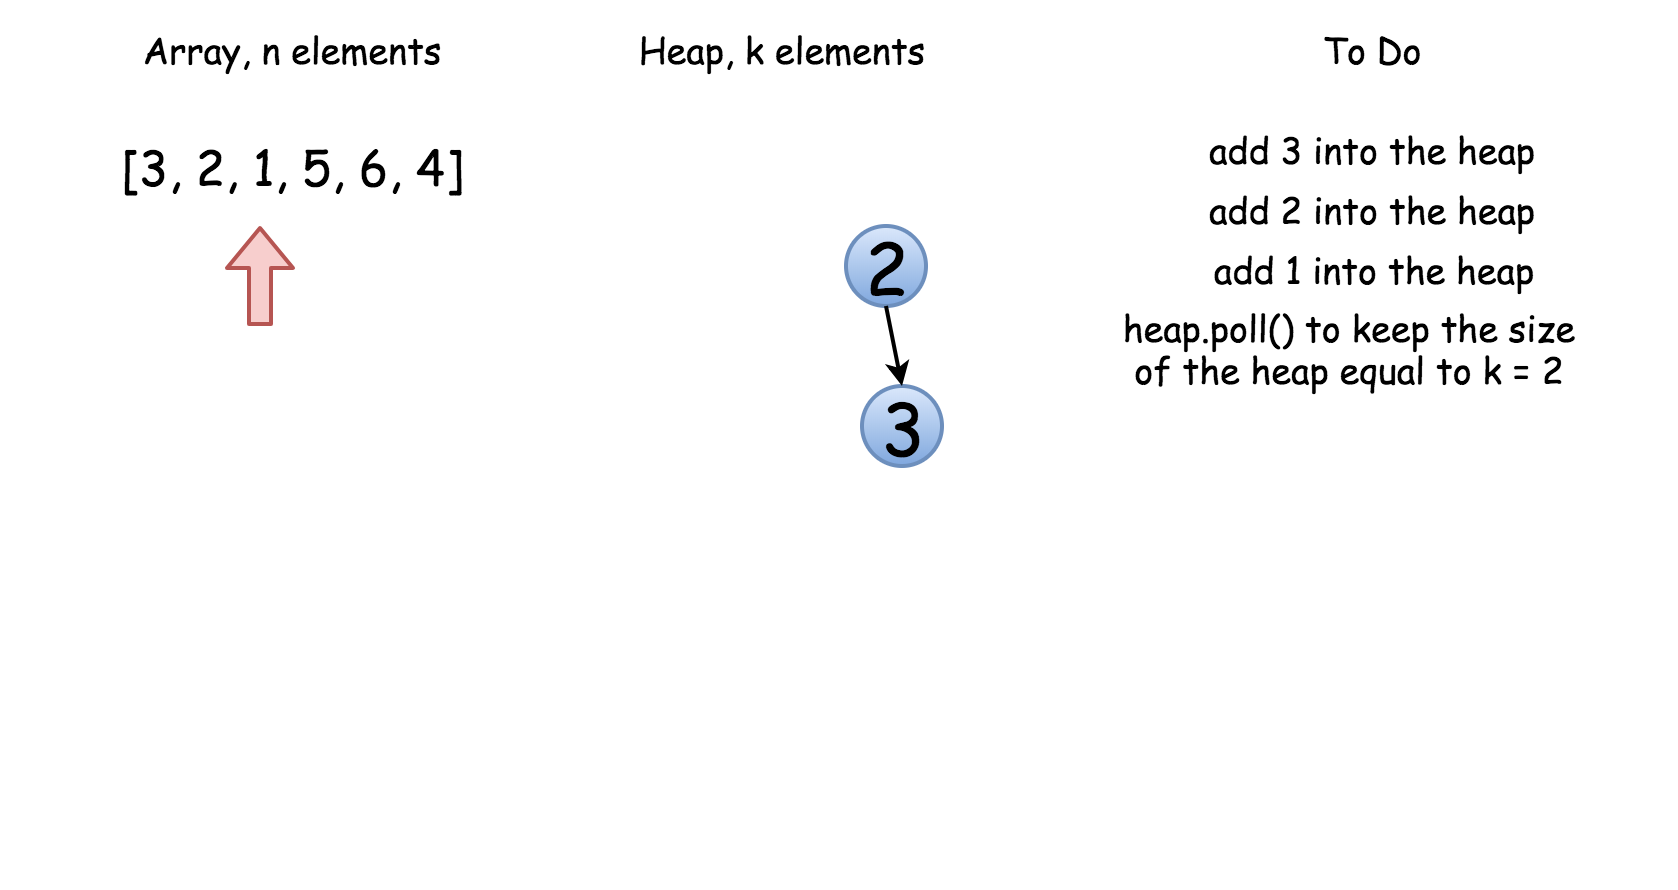 Array, n elements
Heap, k elements
To Do
[3, 2, 1, 5, 6, 4]
2
3
add 3 into the heap
add 2 into the heap
add 1 into the heap
heap.poll() to keep the size
of the heap equal to k = 2